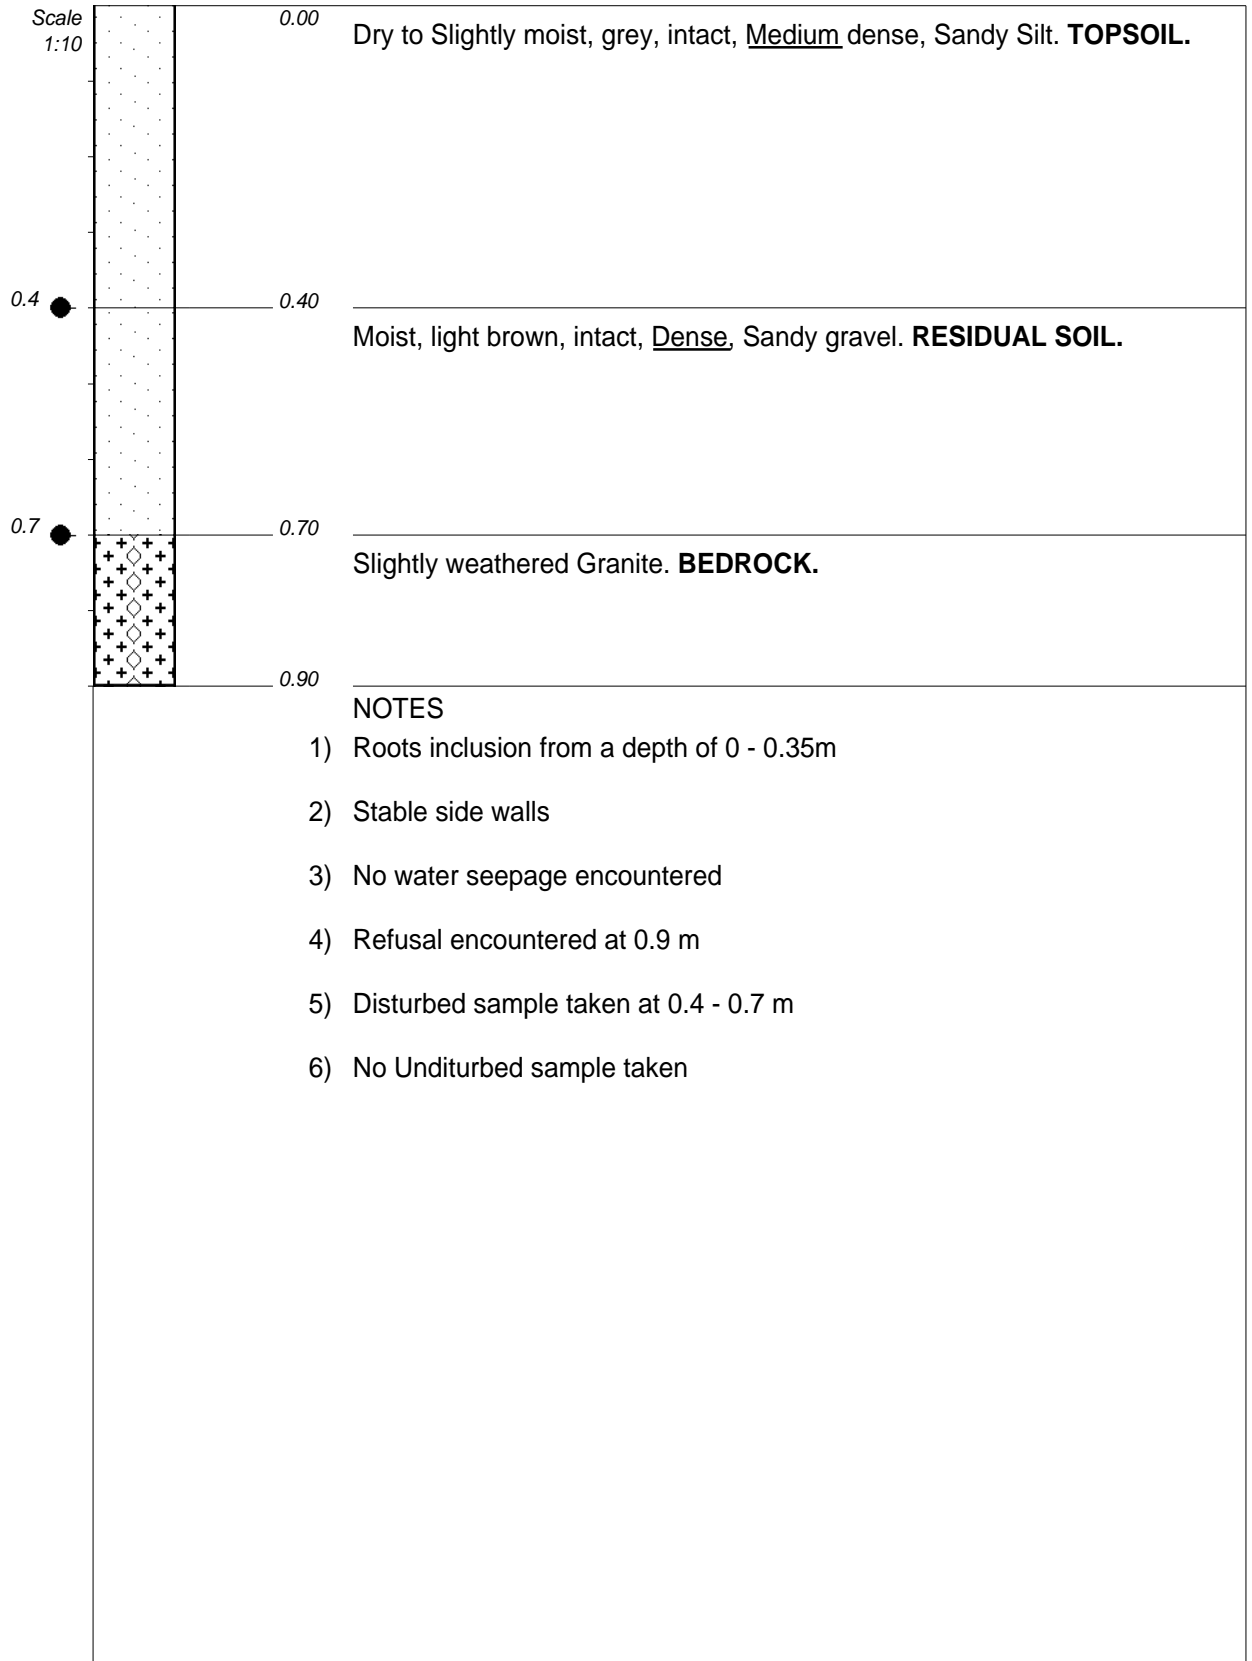 Scale
1:10
0.00
Dry to Slightly moist, grey, intact, Medium dense, Sandy Silt. TOPSOIL.
0.4
0.40
Moist, light brown, intact, Dense, Sandy gravel. RESIDUAL SOIL.
0.7
0.70
Slightly weathered Granite. BEDROCK.
0.90
NOTES
1) Roots inclusion from a depth of 0 - 0.35m
2) Stable side walls
3) No water seepage encountered
4) Refusal encountered at 0.9 m
5) Disturbed sample taken at 0.4 - 0.7 m
6) No Unditurbed sample taken